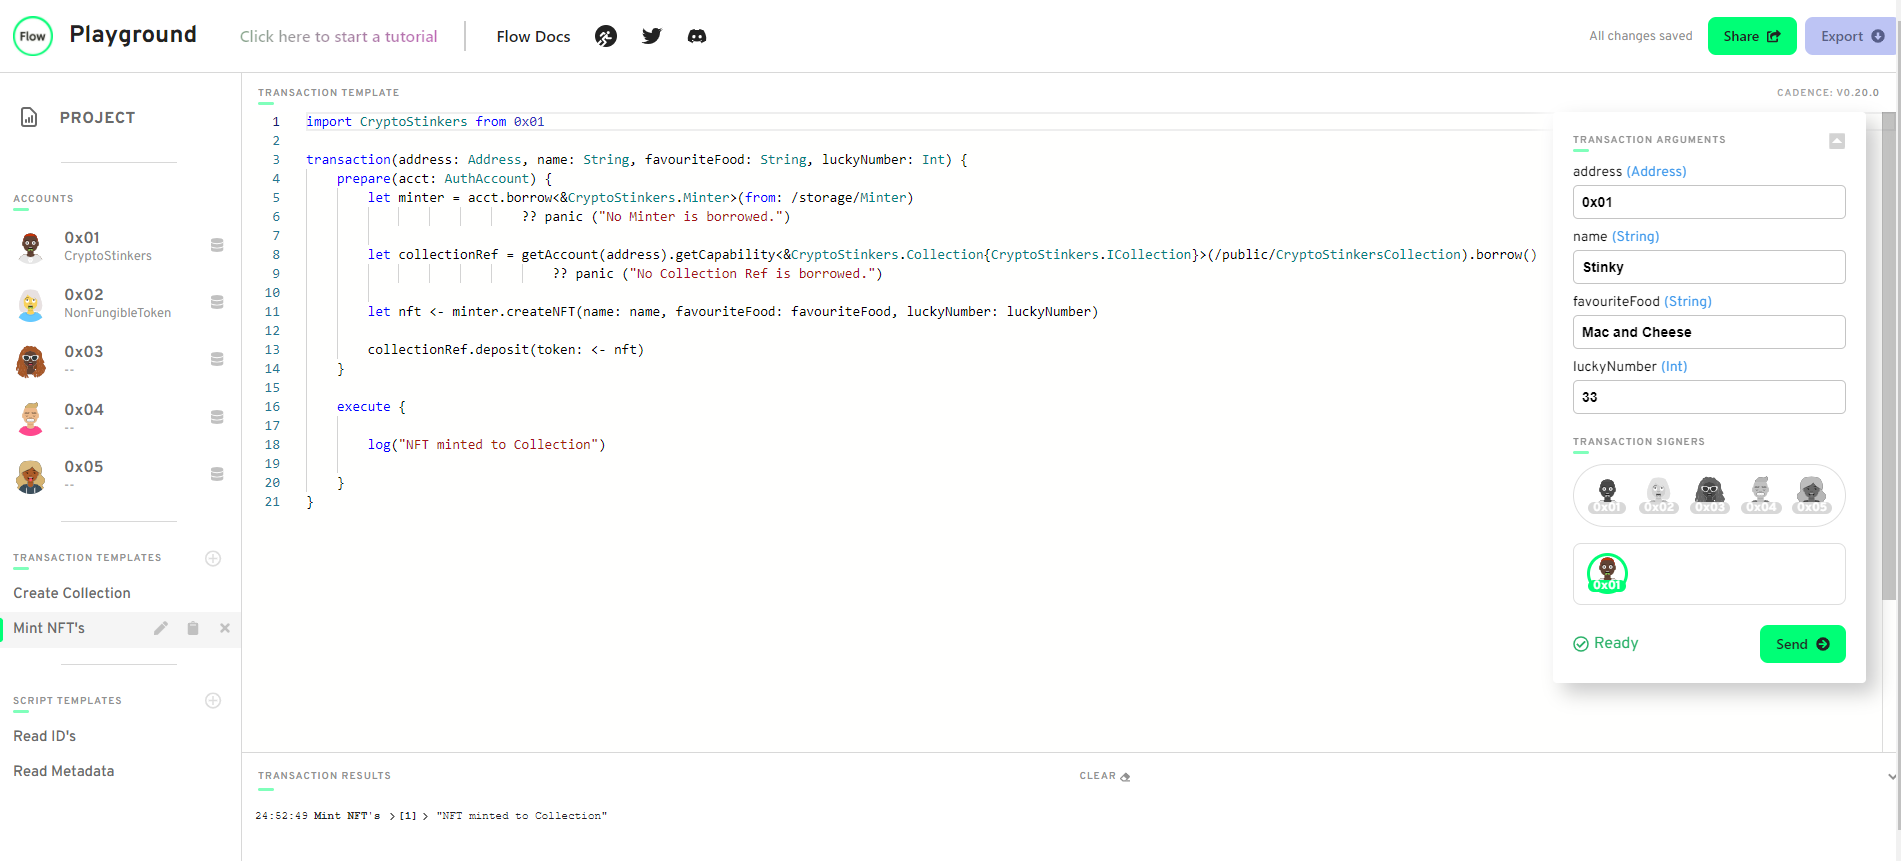 Flow Playground Click here to start a tutorial Flow Docs All changes saved Share Export
PROJECT
ACCOUNTS
0x01
CryptoStinkers
0x02
NonFungibleToken
0x03
--
0x04
--
0x05
--
TRANSACTION TEMPLATES
Create Collection
Mint NFT's
SCRIPT TEMPLATES
Read ID's
Read Metadata
TRANSACTION TEMPLATE
CADENCE: V0.20.0
1 import CryptoStinkers from 0x01
2
3 transaction(address: Address, name: String, favouriteFood: String, luckyNumber: Int) {
4 prepare(acct: AuthAccount) {
5 let minter = acct.borrow<&CryptoStinkers.Minter>(from: /storage/Minter)
6 ?? panic ("No Minter is borrowed.")
7
8 let collectionRef = getAccount(address).getCapability<&CryptoStinkers.Collection{CryptoStinkers.ICollection}>(/public/CryptoStinkersCollection).borrow()
9 ?? panic ("No Collection Ref is borrowed.")
10
11 let nft <- minter.createNFT(name: name, favouriteFood: favouriteFood, luckyNumber: luckyNumber)
12
13 collectionRef.deposit(token: <- nft)
14 }
15
16 execute {
17
18 log("NFT minted to Collection")
19
20 }
21 }
TRANSACTION ARGUMENTS
address (Address)
0x01
name (String)
Stinky
favouriteFood (String)
Mac and Cheese
luckyNumber (Int)
33
TRANSACTION SIGNERS
0x01 0x02 0x03 0x04 0x05
0x01
Ready Send
TRANSACTION RESULTS CLEAR
24:52:49 Mint NFT's > [1] > "NFT minted to Collection"